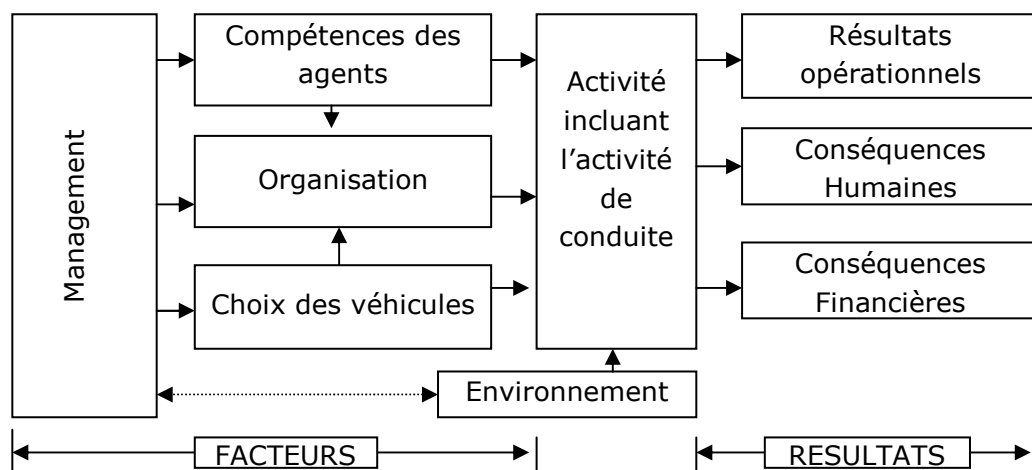 Management
Compétences des
agents
Organisation
Choix des véhicules
Activité
incluant
l’activité
de
conduite
Environnement
Résultats
opérationnels
Conséquences
Humaines
Conséquences
Financières
FACTEURS
RESULTATS